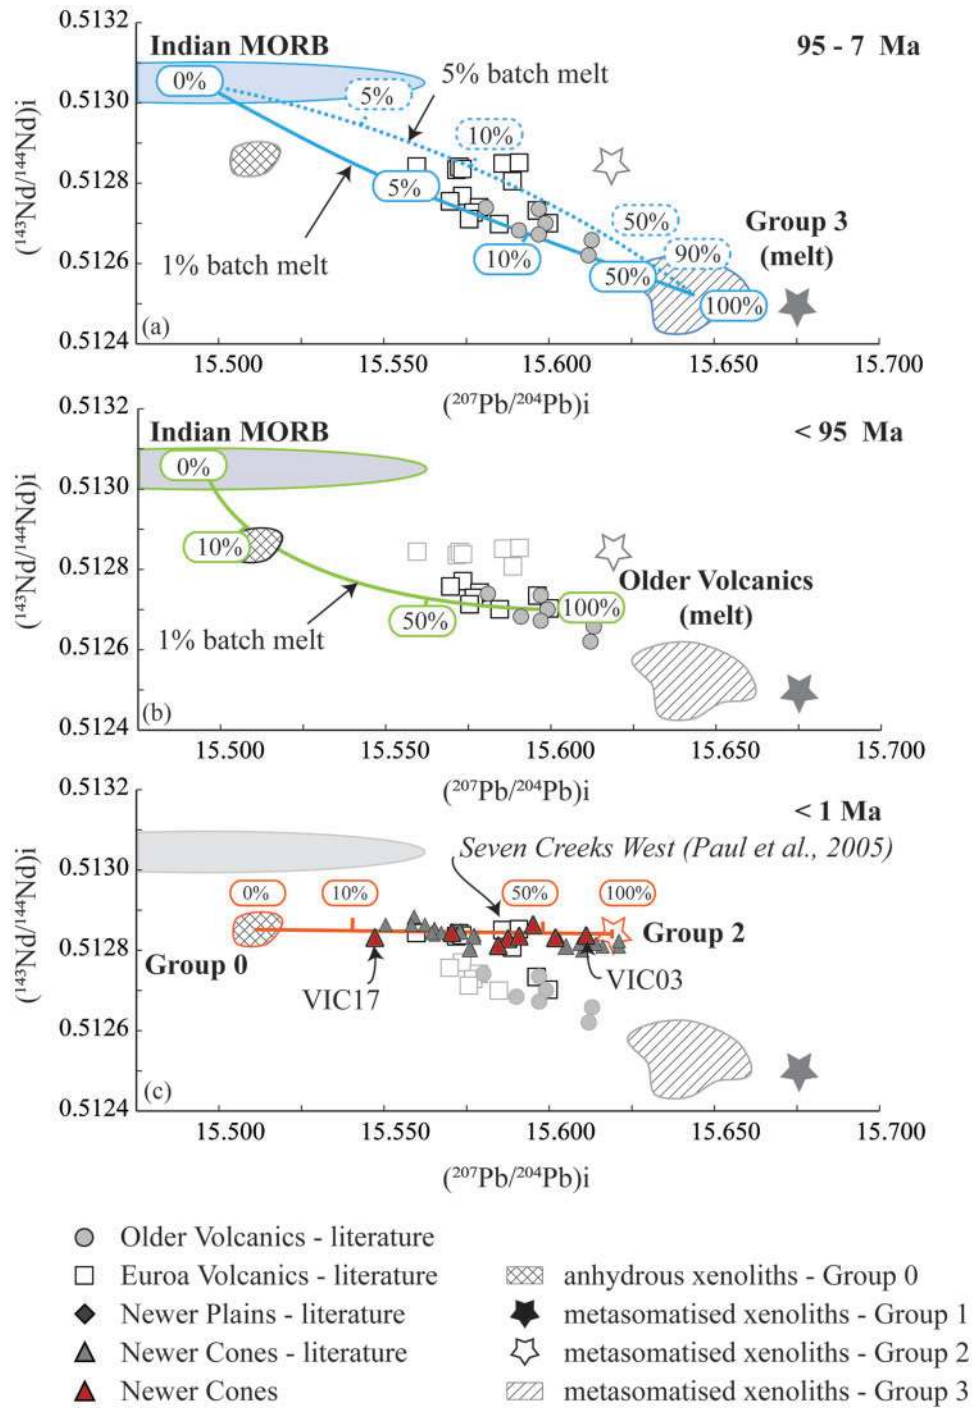 0.5132
Indian MORB
95 - 7 Ma
5% batch melt
0.5130
0%
5%
10%
(¹⁴³Nd/¹⁴⁴Nd)i
0.5128
5%
50%
Group 3
(melt)
1% batch melt
0.5126
10%
50%
90%
100%
(a)
0.5124
15.500 15.550 15.600 15.650 15.700
(²⁰⁷Pb/²⁰⁴Pb)i
0.5132
Indian MORB
< 95 Ma
0%
0.5130
(¹⁴³Nd/¹⁴⁴Nd)i
10%
0.5128
Older Volcanics
(melt)
50%
100%
1% batch melt
0.5126
(b)
0.5124
15.500 15.550 15.600 15.650 15.700
(²⁰⁷Pb/²⁰⁴Pb)i
0.5132
< 1 Ma
Seven Creeks West (Paul et al., 2005)
0.5130
0% 10% 50% 100%
(¹⁴³Nd/¹⁴⁴Nd)i
Group 2
0.5128
Group 0
VIC17
VIC03
0.5126
(c)
0.5124
15.500 15.550 15.600 15.650 15.700
(²⁰⁷Pb/²⁰⁴Pb)i
Older Volcanics - literature
Euroa Volcanics - literature
Newer Plains - literature
Newer Cones - literature
Newer Cones
anhydrous xenoliths - Group 0
metasomatised xenoliths - Group 1
metasomatised xenoliths - Group 2
metasomatised xenoliths - Group 3